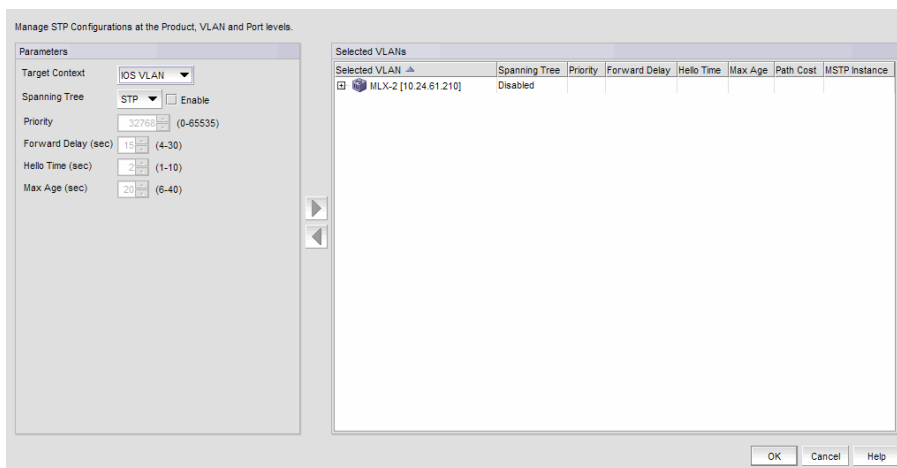 Manage STP Configurations at the Product, VLAN and Port levels.
Parameters
Target Context IOS VLAN
Spanning Tree STP Enable
Priority 32768 (0-65535)
Forward Delay (sec) 15 (4-30)
Hello Time (sec) 2 (1-10)
Max Age (sec) 20 (6-40)
Selected VLANs
Selected VLAN Spanning Tree Priority Forward Delay Hello Time Max Age Path Cost MSTP Instance
MLX-2 [10.24.61.210] Disabled
OK Cancel Help